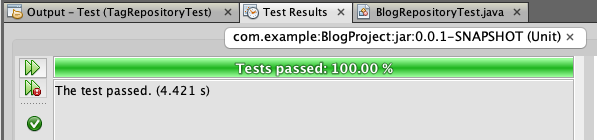 Output – Test (TagRepositoryTest) × Test Results × BlogRepositoryTest.java ×
com.example:BlogProject:jar:0.0.1-SNAPSHOT (Unit) ×
Tests passed: 100.00 %
The test passed. (4.421 s)